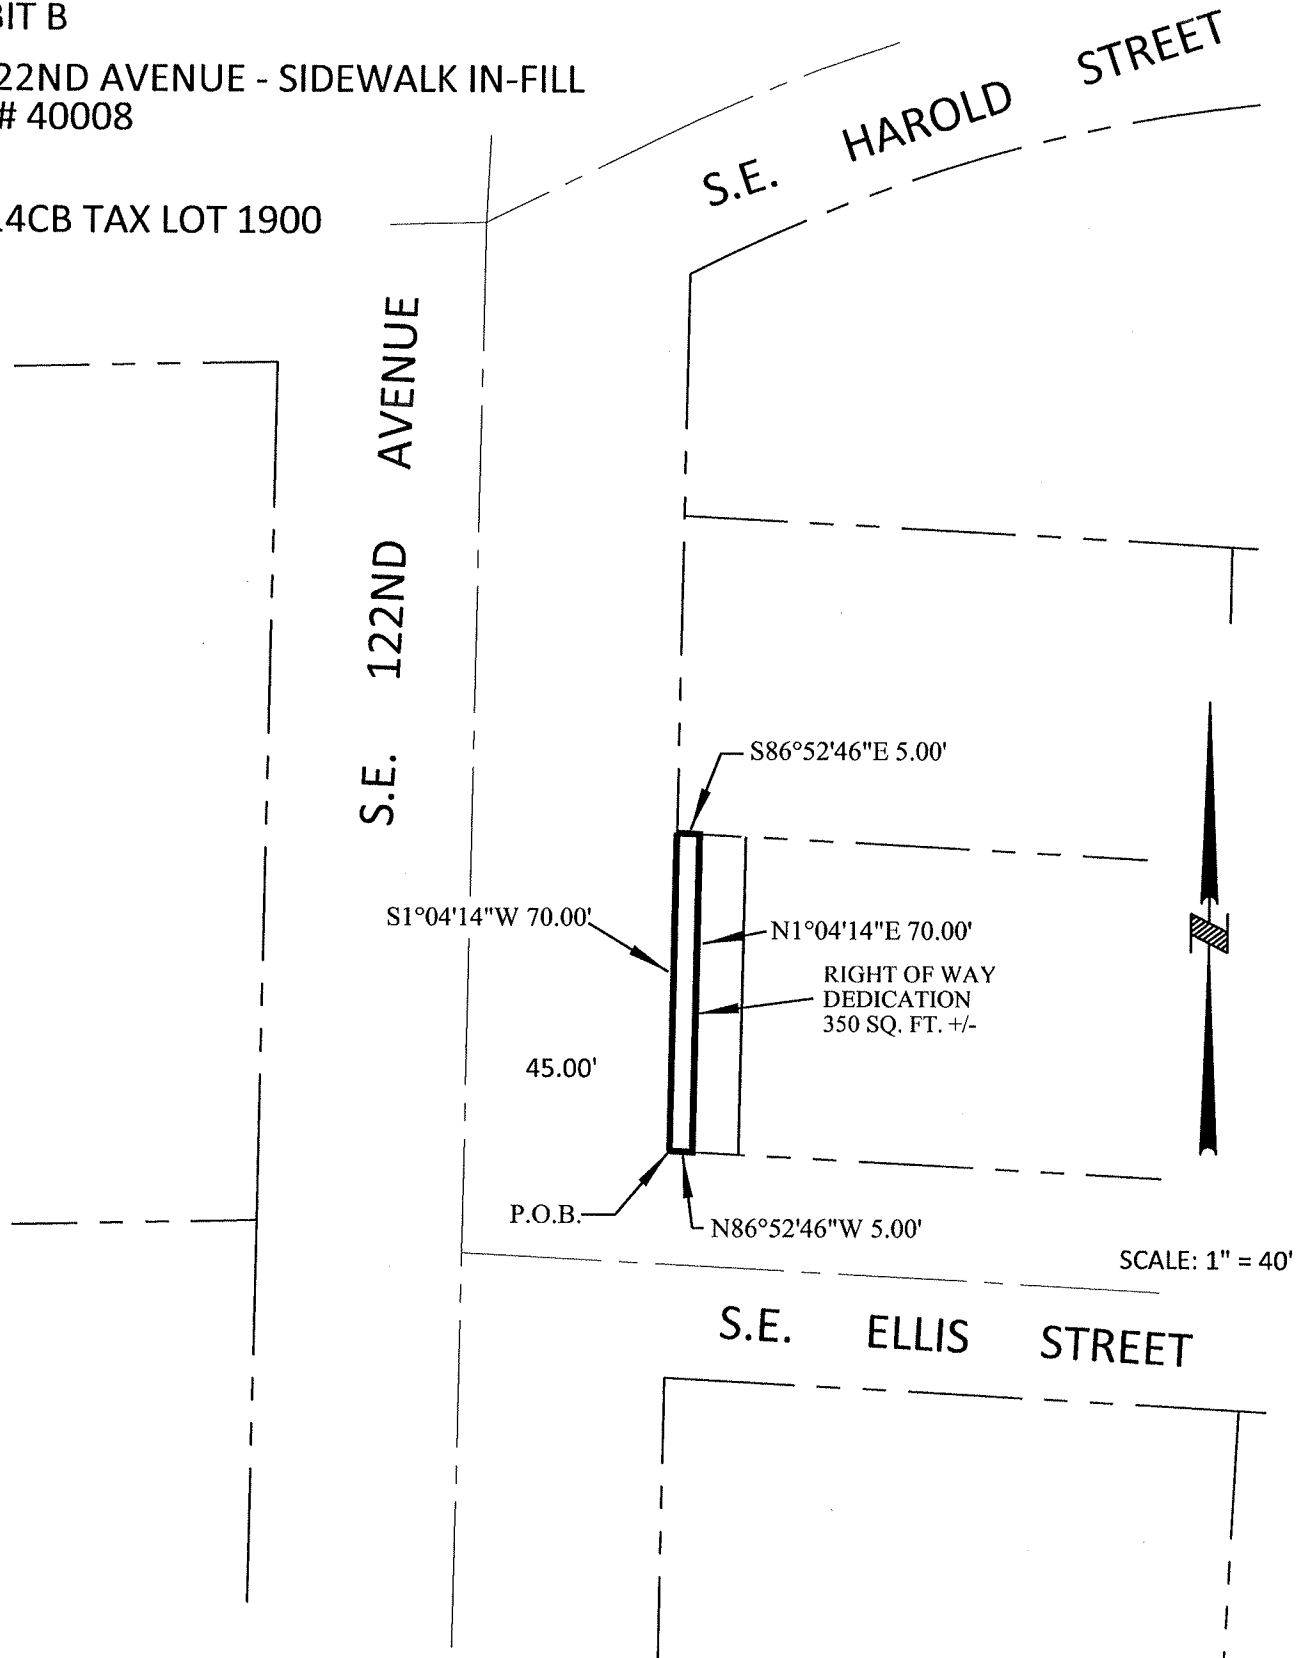 BIT B
22ND AVENUE - SIDEWALK IN-FILL
# 40008
4CB TAX LOT 1900
S.E. HAROLD STREET
S.E. 122ND AVENUE
S86°52'46"E 5.00'
S1°04'14"W 70.00'
N1°04'14"E 70.00'
RIGHT OF WAY
DEDICATION
350 SQ. FT. +/-
45.00'
P.O.B.
N86°52'46"W 5.00'
SCALE: 1" = 40'
S.E. ELLIS STREET